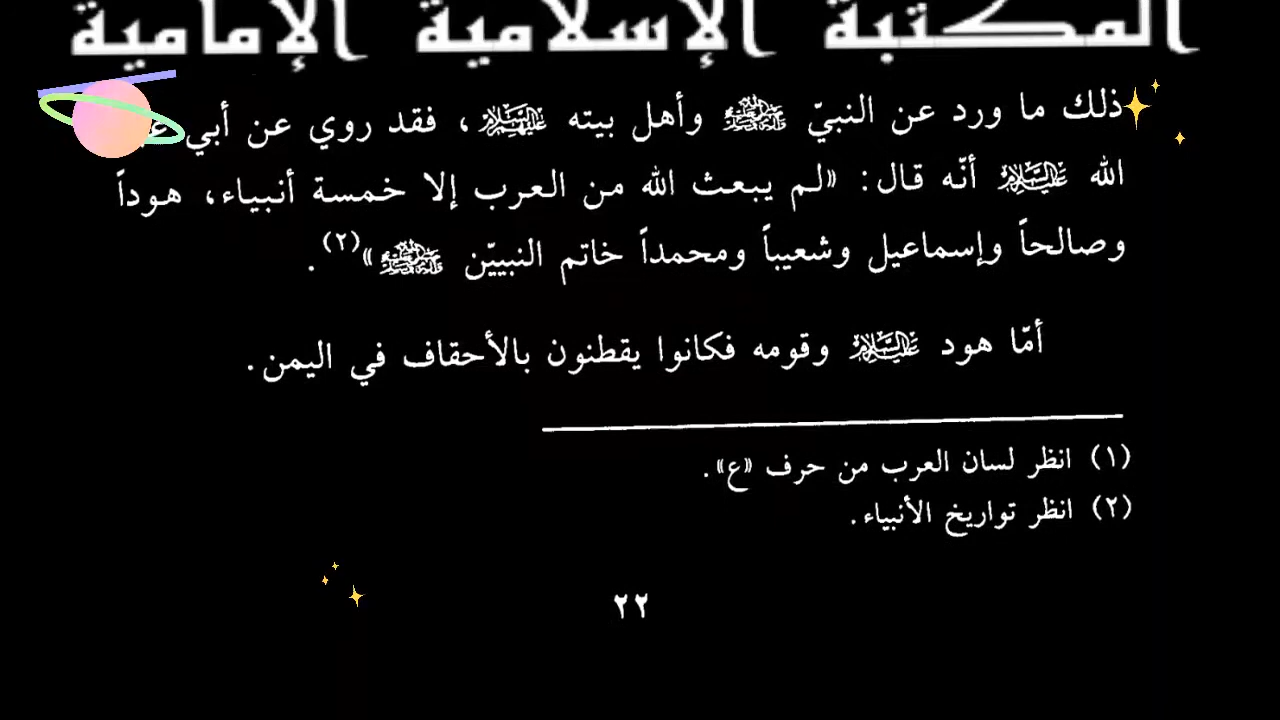 المكتبة الإسلامية الإمامية
ذلك ما ورد عن النبيّ ﷺ وأهل بيته عليهم السلام، فقد روي عن أبي
الله عليه السلام أنّه قال: «لم يبعث الله من العرب إلا خمسة أنبياء، هوداً
وصالحاً وإسماعيل وشعيباً ومحمداً خاتم النبييّن ﷺ»(٢).
أمّا هود عليه السلام وقومه فكانوا يقطنون بالأحقاف في اليمن.
(١) انظر لسان العرب من حرف «ع».
(٢) انظر تواريخ الأنبياء.
٢٢